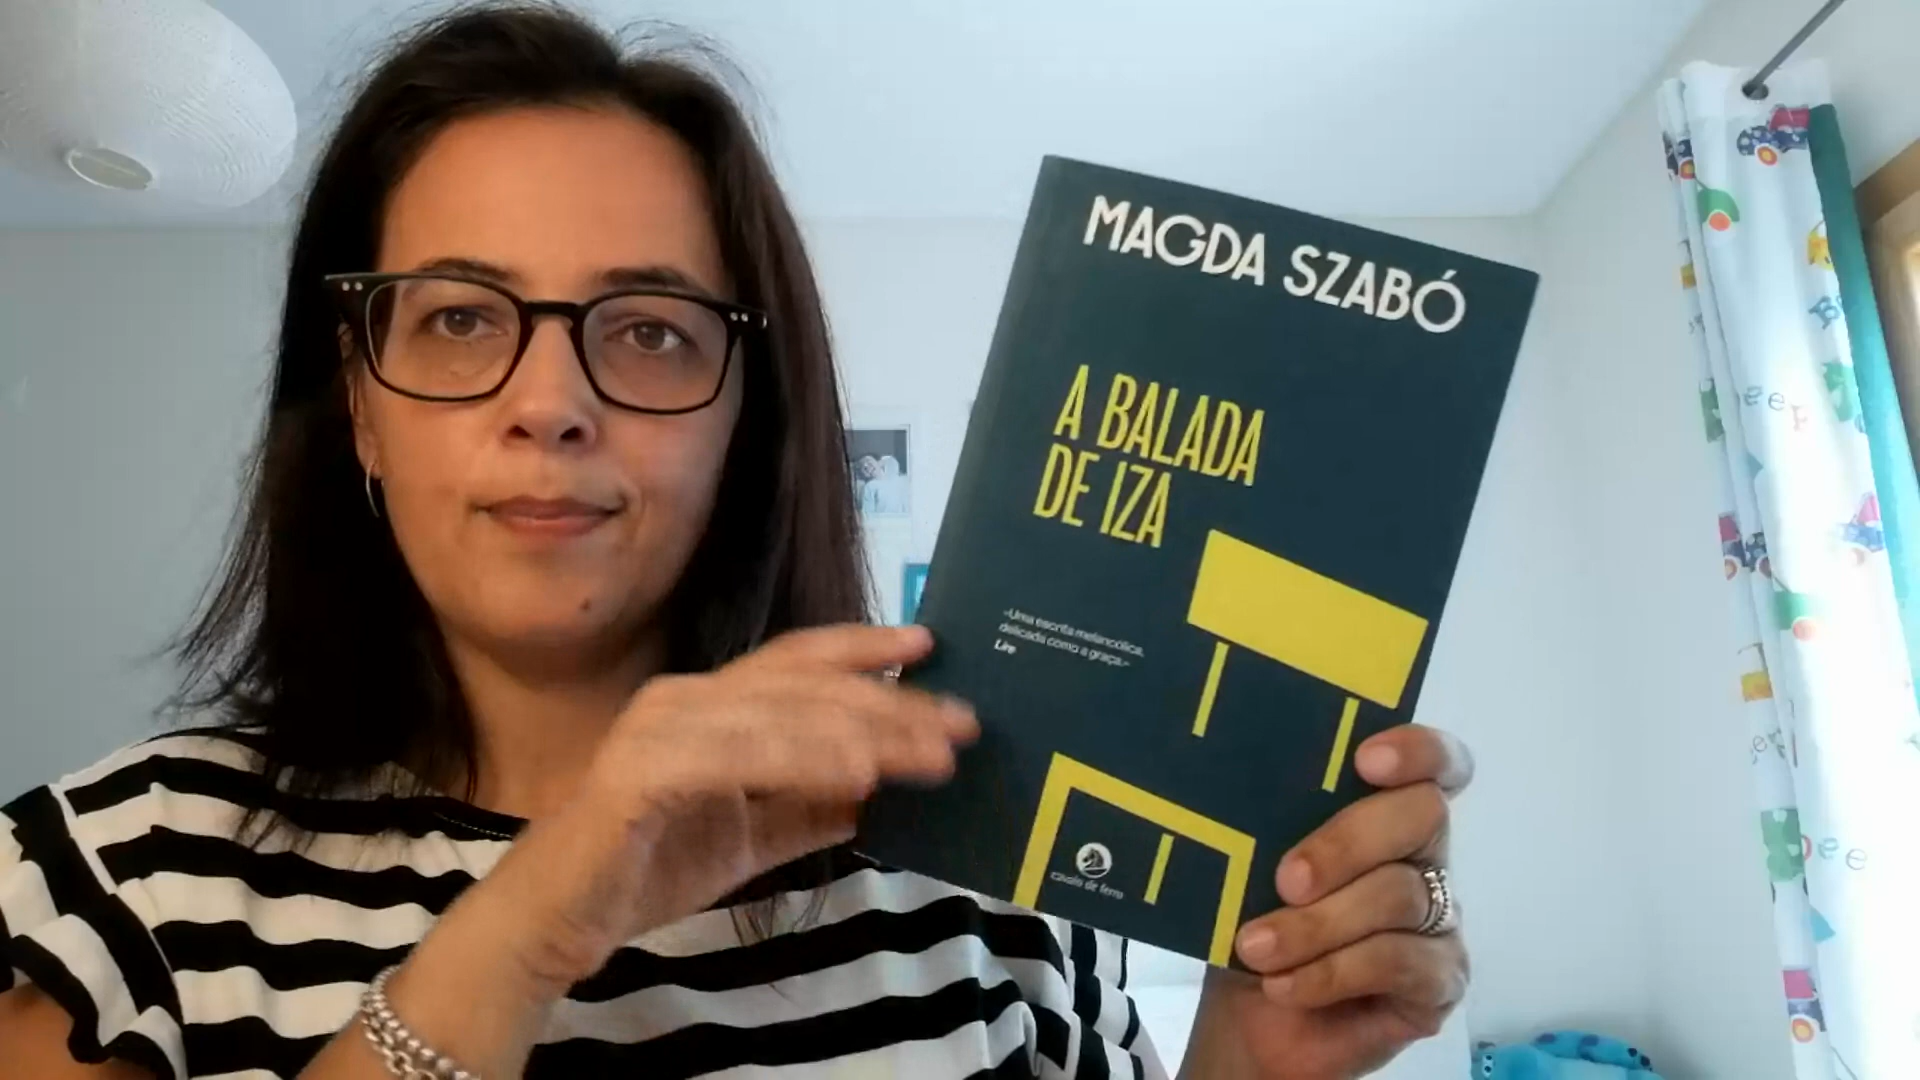 MAGDA SZABÓ
A BALADA
DE IZA
«Uma escrita melancólica,
delicada como a graça.»
Lire
cavalo de ferro